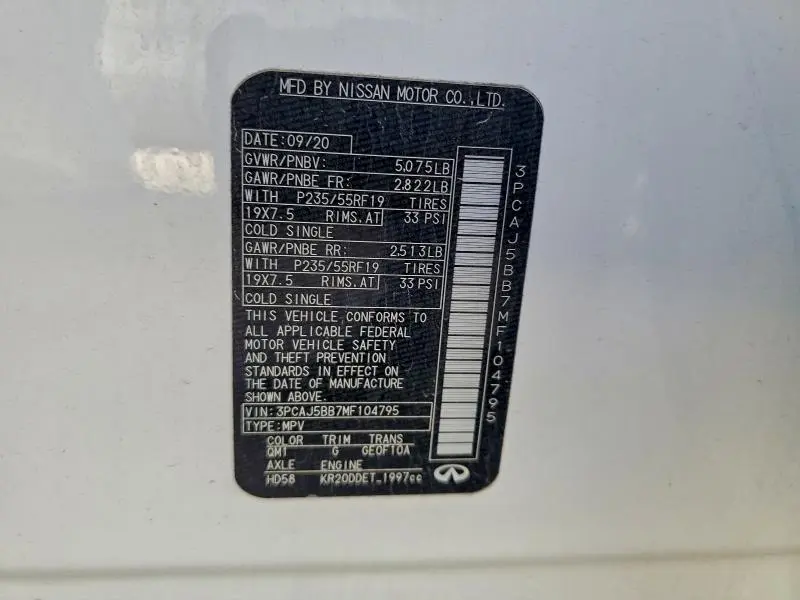 MFD BY NISSAN MOTOR CO.,LTD.
DATE:09/20
GVWR/PNBV: 5,075LB
GAWR/PNBE FR: 2,822LB
WITH P235/55RF19 TIRES
19X7.5 RIMS.AT 33 PSI
COLD SINGLE
GAWR/PNBE RR: 2,513LB
WITH P235/55RF19 TIRES
19X7.5 RIMS.AT 33 PSI
COLD SINGLE
THIS VEHICLE CONFORMS TO
ALL APPLICABLE FEDERAL
MOTOR VEHICLE SAFETY
AND THEFT PREVENTION
STANDARDS IN EFFECT ON
THE DATE OF MANUFACTURE
SHOWN ABOVE.
VIN:3PCAJ5BB7MF104795
TYPE:MPV
COLOR TRIM TRANS
QM1 G GE0F10A
AXLE ENGINE
HD58 KR20DDET_1997cc
3PCAJ5BB7MF104795